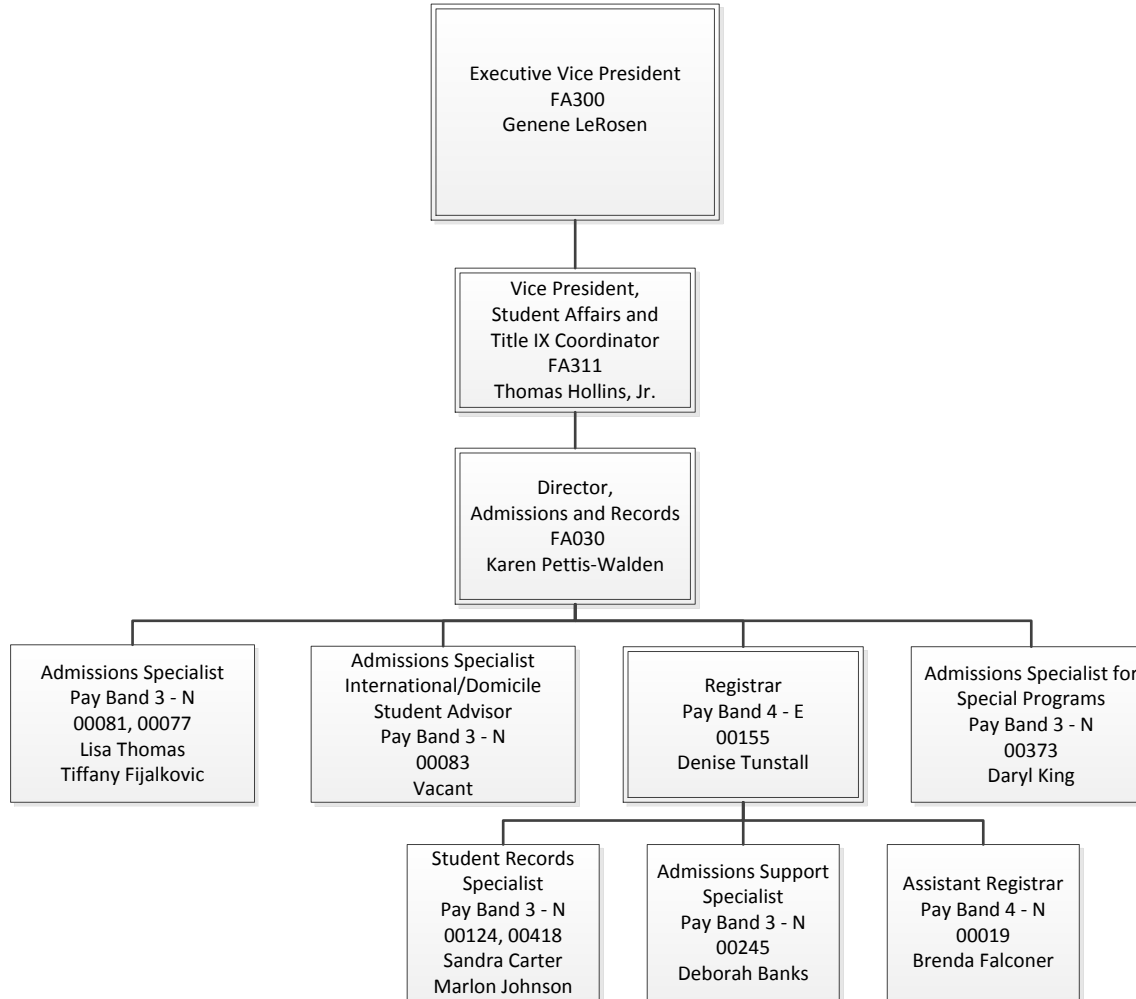 Executive Vice President
FA300
Genene LeRosen
Vice President,
Student Affairs and
Title IX Coordinator
FA311
Thomas Hollins, Jr.
Director,
Admissions and Records
FA030
Karen Pettis-Walden
Admissions Specialist
Pay Band 3 - N
00081, 00077
Lisa Thomas
Tiffany Fijalkovic
Admissions Specialist
International/Domicile
Student Advisor
Pay Band 3 - N
00083
Vacant
Registrar
Pay Band 4 - E
00155
Denise Tunstall
Admissions Specialist for
Special Programs
Pay Band 3 - N
00373
Daryl King
Student Records
Specialist
Pay Band 3 - N
00124, 00418
Sandra Carter
Marlon Johnson
Admissions Support
Specialist
Pay Band 3 - N
00245
Deborah Banks
Assistant Registrar
Pay Band 4 - N
00019
Brenda Falconer